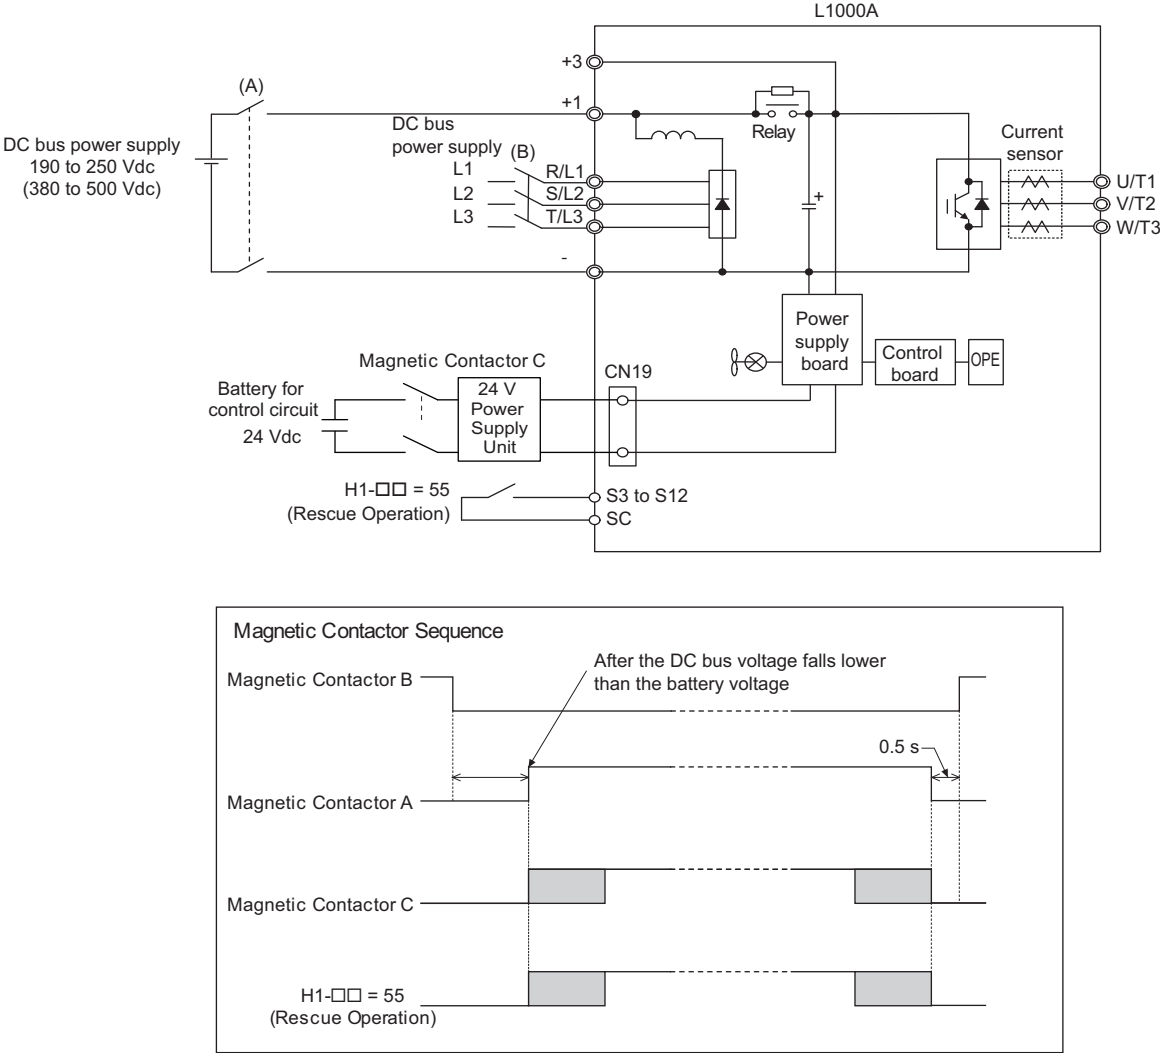 L1000A
+3
(A)
+1
DC bus power supply
190 to 250 Vdc
(380 to 500 Vdc)
DC bus
power supply
(B)
L1
L2
L3
R/L1
S/L2
T/L3
-
Relay
+
Current
sensor
U/T1
V/T2
W/T3
Power
supply
board
Control
board
OPE
Magnetic Contactor C
CN19
Battery for
control circuit
24 Vdc
24 V
Power
Supply
Unit
H1-□□ = 55
(Rescue Operation)
S3 to S12
SC
Magnetic Contactor Sequence
After the DC bus voltage falls lower
than the battery voltage
Magnetic Contactor B
0.5 s
Magnetic Contactor A
Magnetic Contactor C
H1-□□ = 55
(Rescue Operation)